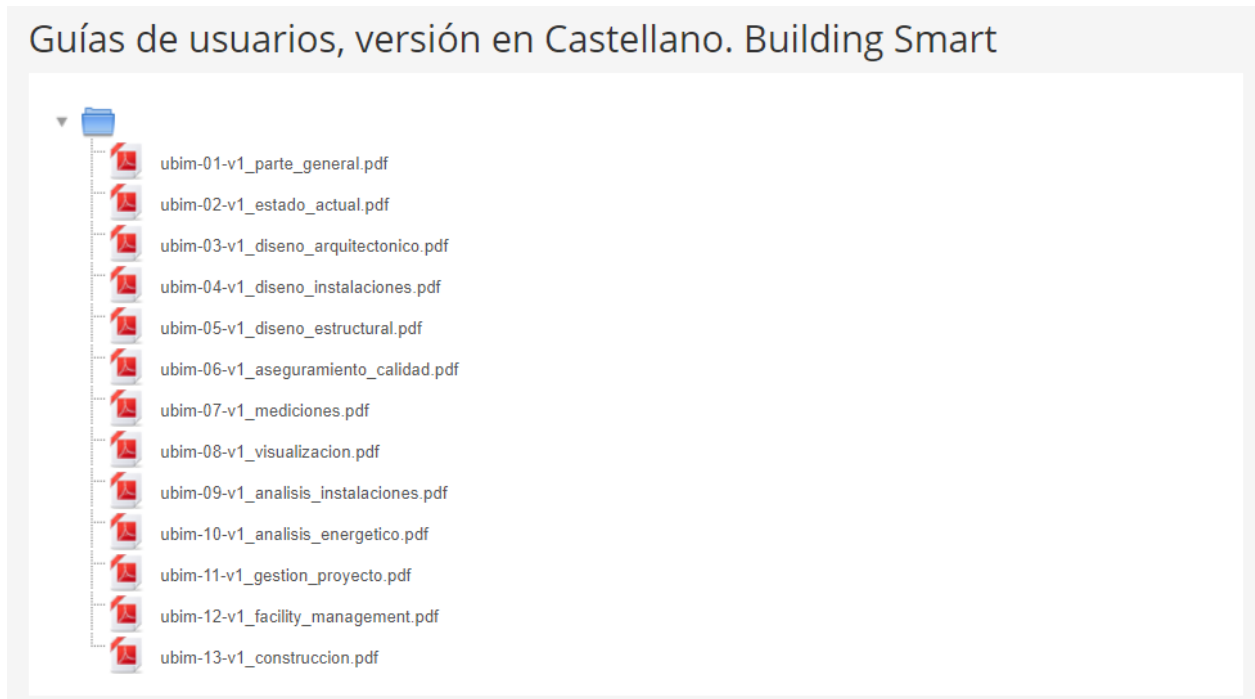 Guías de usuarios, versión en Castellano. Building Smart
ubim-01-v1_parte_general.pdf
ubim-02-v1_estado_actual.pdf
ubim-03-v1_diseno_arquitectonico.pdf
ubim-04-v1_diseno_instalaciones.pdf
ubim-05-v1_diseno_estructural.pdf
ubim-06-v1_aseguramiento_calidad.pdf
ubim-07-v1_mediciones.pdf
ubim-08-v1_visualizacion.pdf
ubim-09-v1_analisis_instalaciones.pdf
ubim-10-v1_analisis_energetico.pdf
ubim-11-v1_gestion_proyecto.pdf
ubim-12-v1_facility_management.pdf
ubim-13-v1_construccion.pdf